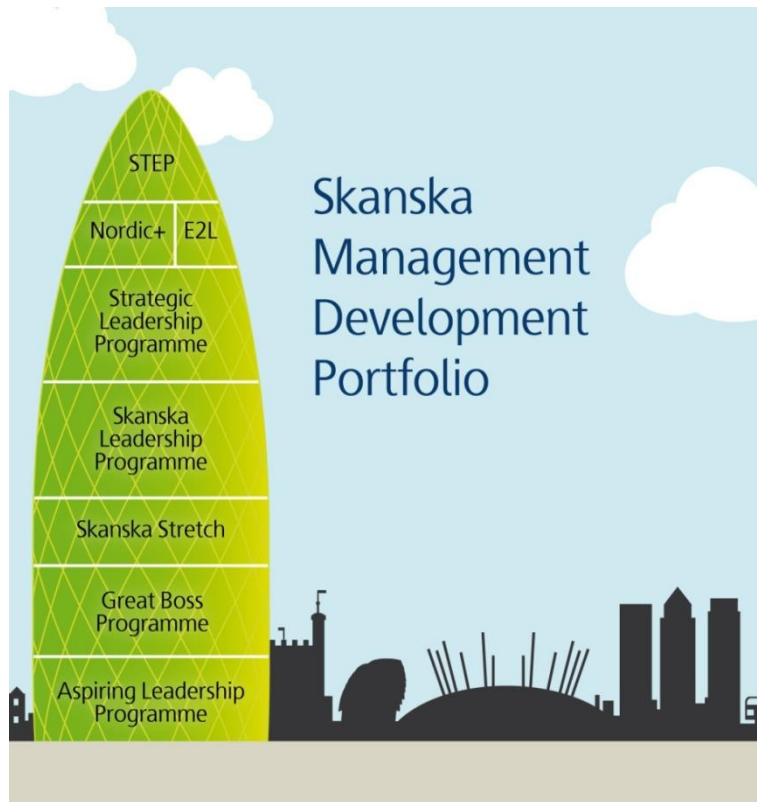 STEP
Nordic+ E2L
Strategic
Leadership
Programme
Skanska
Leadership
Programme
Skanska Stretch
Great Boss
Programme
Aspiring Leadership
Programme
Skanska
Management
Development
Portfolio